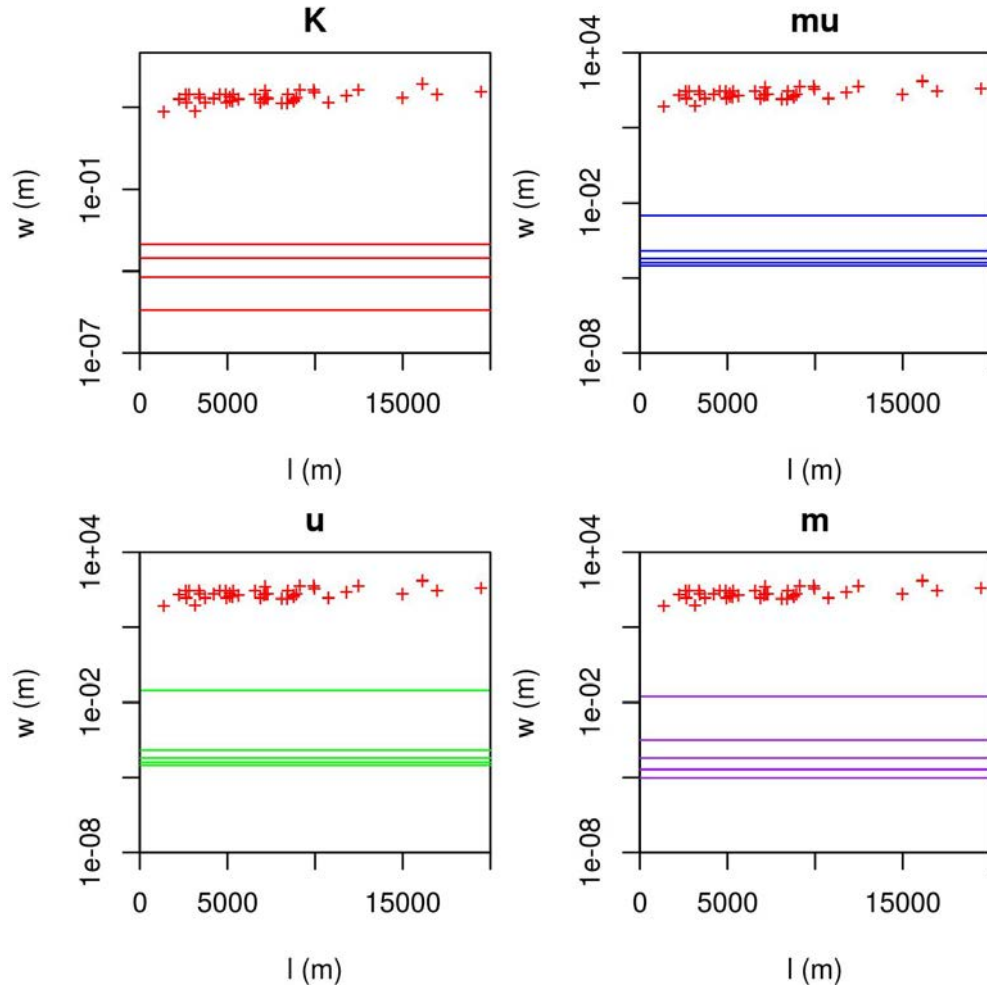 K
mu
w (m)
1e-01
1e-07
0
5000
15000
l (m)
w (m)
1e+04
1e-02
1e-08
0
5000
15000
l (m)
u
m
w (m)
1e+04
1e-02
1e-08
0
5000
15000
l (m)
w (m)
1e+04
1e-02
1e-08
0
5000
15000
l (m)